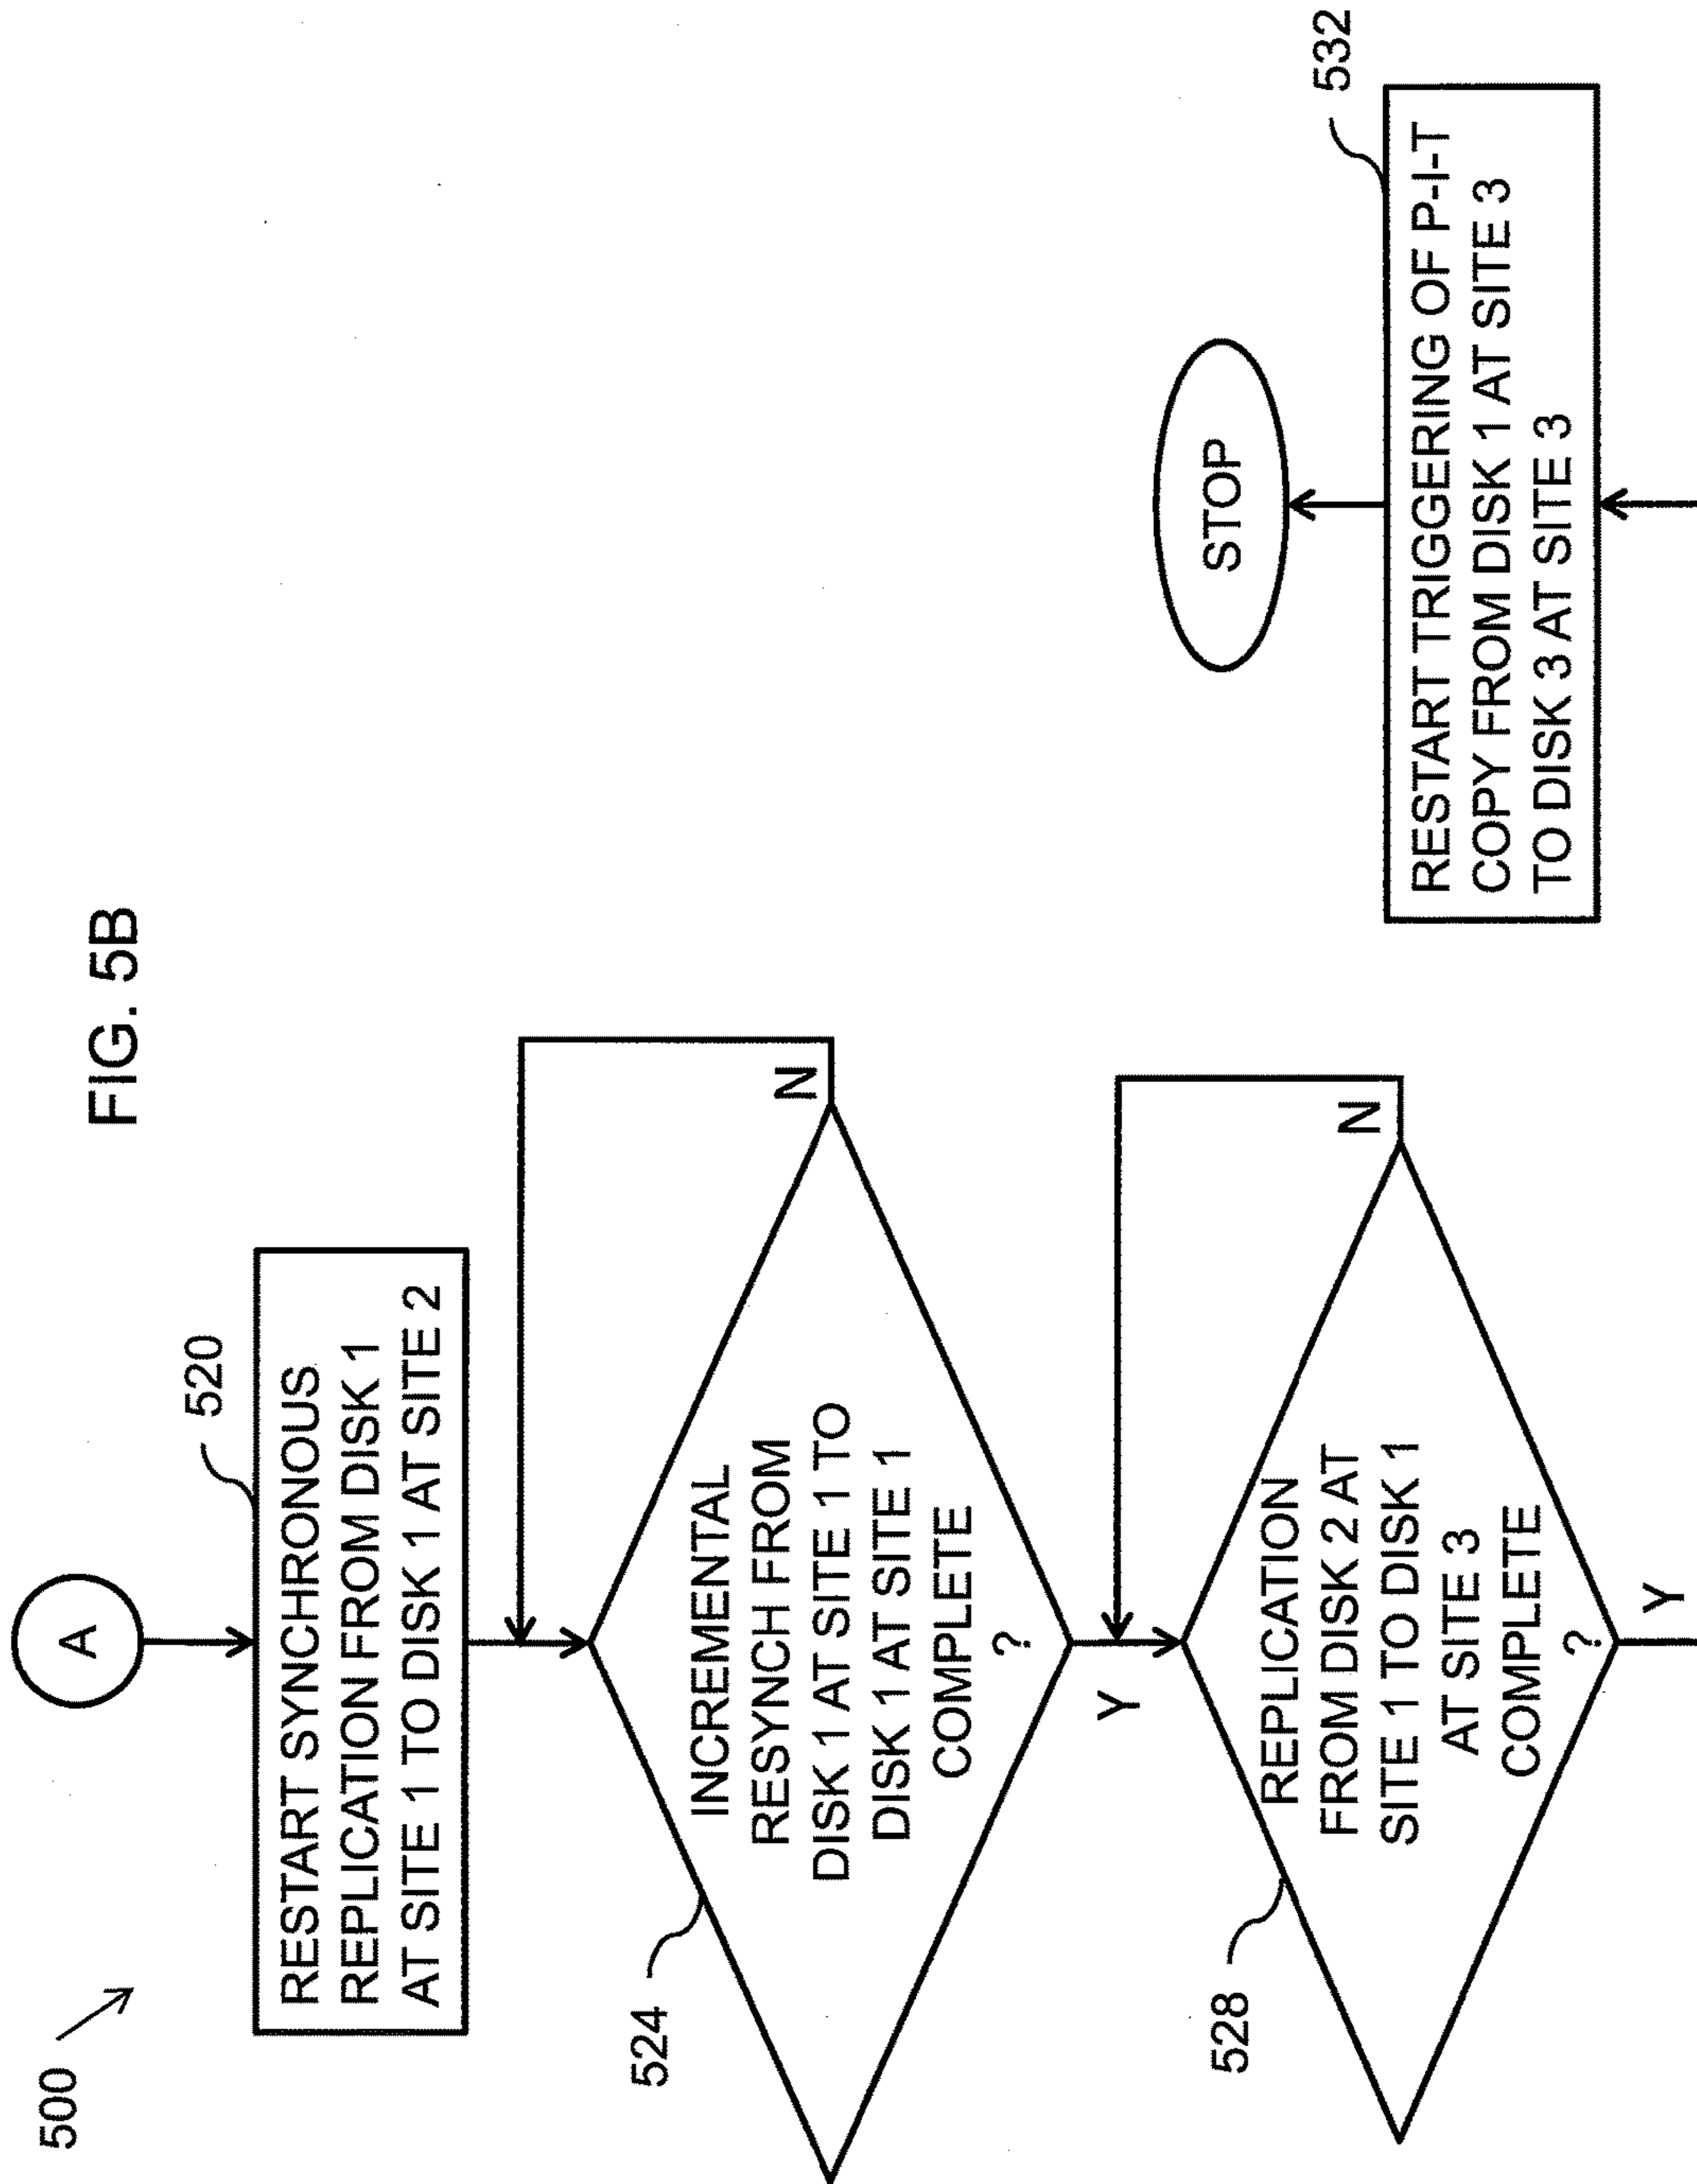 FIG. 5B
500
A
520
RESTART SYNCHRONOUS
REPLICATION FROM DISK 1
AT SITE 1 TO DISK 1 AT SITE 2
524
INCREMENTAL
RESYNCH FROM
DISK 1 AT SITE 1 TO
DISK 1 AT SITE 1
COMPLETE
?
N
Y
528
REPLICATION
FROM DISK 2 AT
SITE 1 TO DISK 1
AT SITE 3
COMPLETE
?
N
Y
532
RESTART TRIGGERING OF P-I-T
COPY FROM DISK 1 AT SITE 3
TO DISK 3 AT SITE 3
STOP